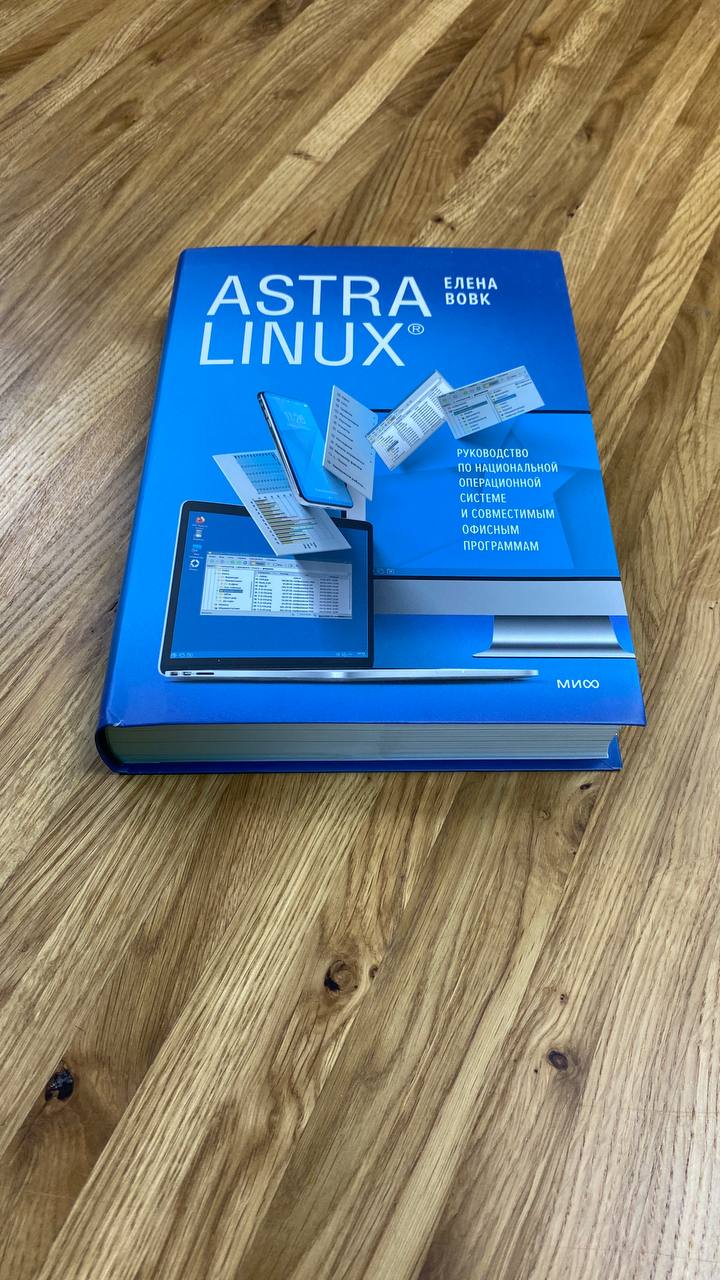 ASTRA
LINUX®
ЕЛЕНА
ВОВК
РУКОВОДСТВО
ПО НАЦИОНАЛЬНОЙ
ОПЕРАЦИОННОЙ
СИСТЕМЕ
И СОВМЕСТИМЫМ
ОФИСНЫМ
ПРОГРАММАМ
МИФ